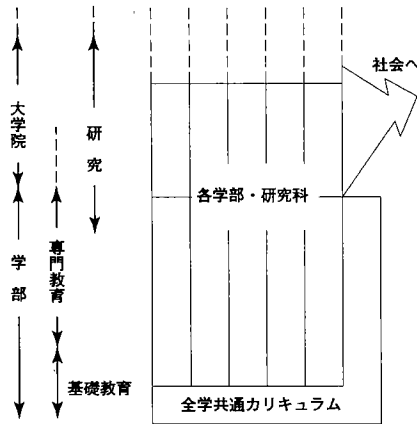 社会へ
大学院
研究
各学部・研究科
学部
専門教育
基礎教育
全学共通カリキュラム